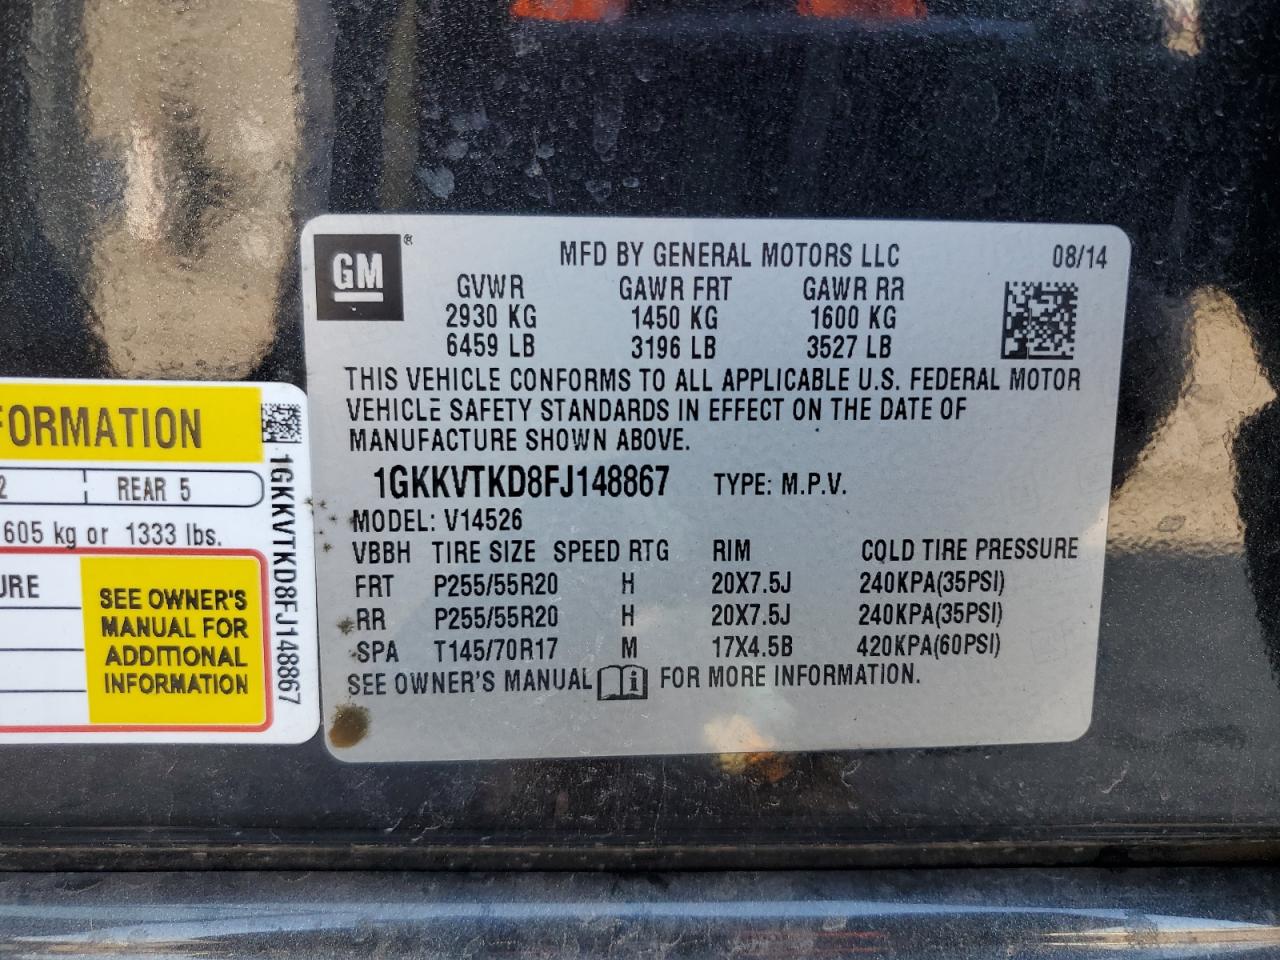 GM ®
MFD BY GENERAL MOTORS LLC 08/14
GVWR GAWR FRT GAWR RR
2930 KG 1450 KG 1600 KG
6459 LB 3196 LB 3527 LB
THIS VEHICLE CONFORMS TO ALL APPLICABLE U.S. FEDERAL MOTOR
VEHICLE SAFETY STANDARDS IN EFFECT ON THE DATE OF
MANUFACTURE SHOWN ABOVE.
1GKKVTKD8FJ148867 TYPE: M.P.V.
MODEL: V14526
VBBH TIRE SIZE SPEED RTG RIM COLD TIRE PRESSURE
FRT P255/55R20 H 20X7.5J 240KPA(35PSI)
RR P255/55R20 H 20X7.5J 240KPA(35PSI)
SPA T145/70R17 M 17X4.5B 420KPA(60PSI)
SEE OWNER'S MANUAL FOR MORE INFORMATION.
FORMATION
2 REAR 5
605 kg or 1333 lbs.
URE
SEE OWNER'S
MANUAL FOR
ADDITIONAL
INFORMATION
1GKKVTKD8FJ148867